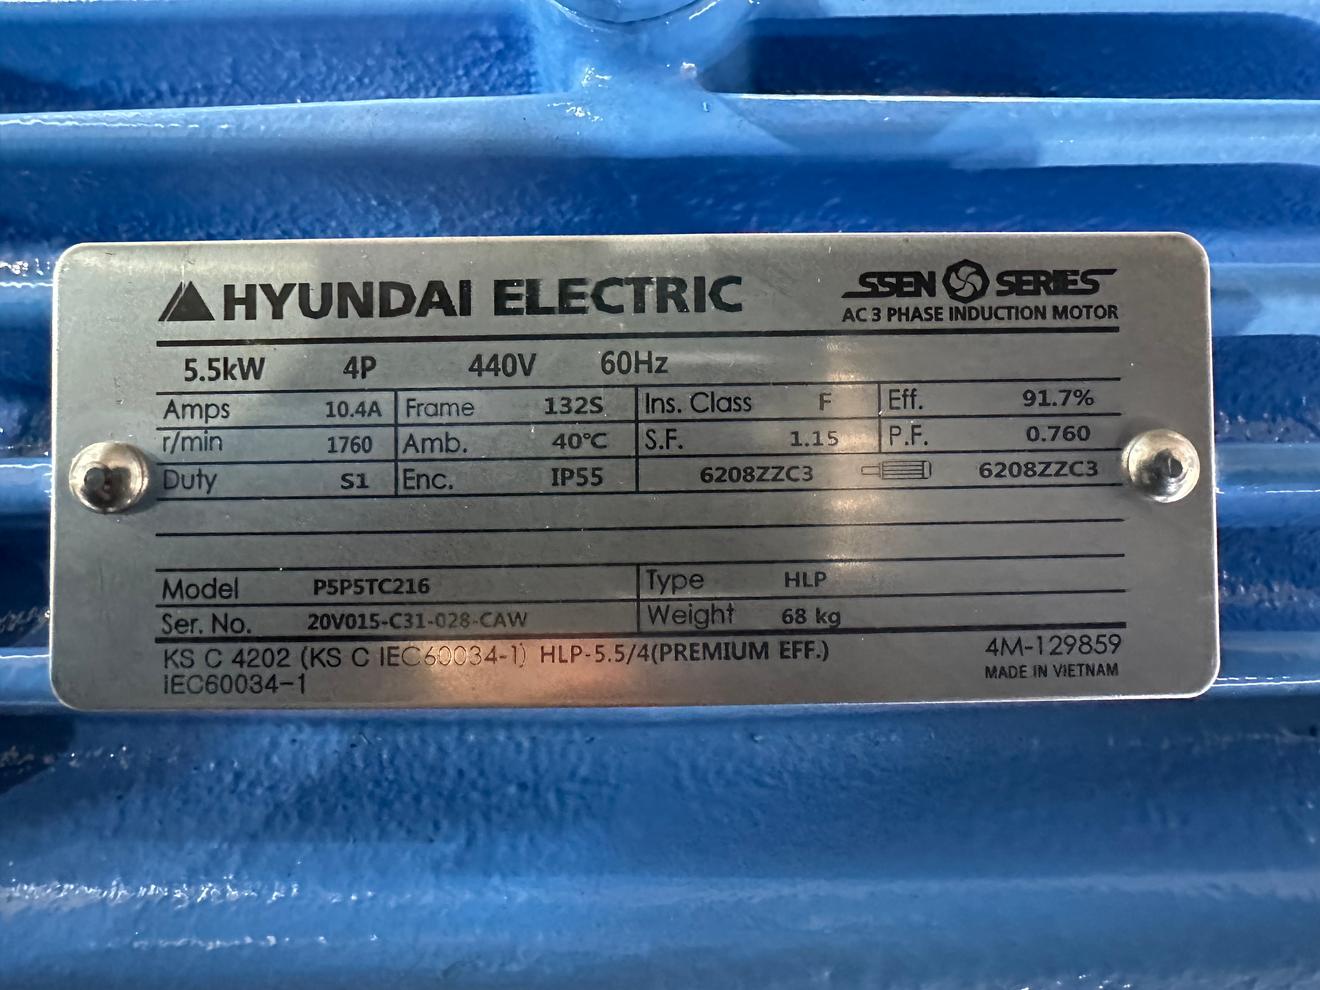 HYUNDAI ELECTRIC SSEN SERIES
AC 3 PHASE INDUCTION MOTOR
5.5kW 4P 440V 60Hz
Amps 10.4A Frame 132S Ins. Class F Eff. 91.7%
r/min 1760 Amb. 40°C S.F. 1.15 P.F. 0.760
Duty S1 Enc. IP55 6208ZZC3 6208ZZC3
Model P5P5TC216 Type HLP
Ser. No. 20V015-C31-028-CAW Weight 68 kg
KS C 4202 (KS C IEC60034-1) HLP-5.5/4(PREMIUM EFF.) 4M-129859
IEC60034-1 MADE IN VIETNAM